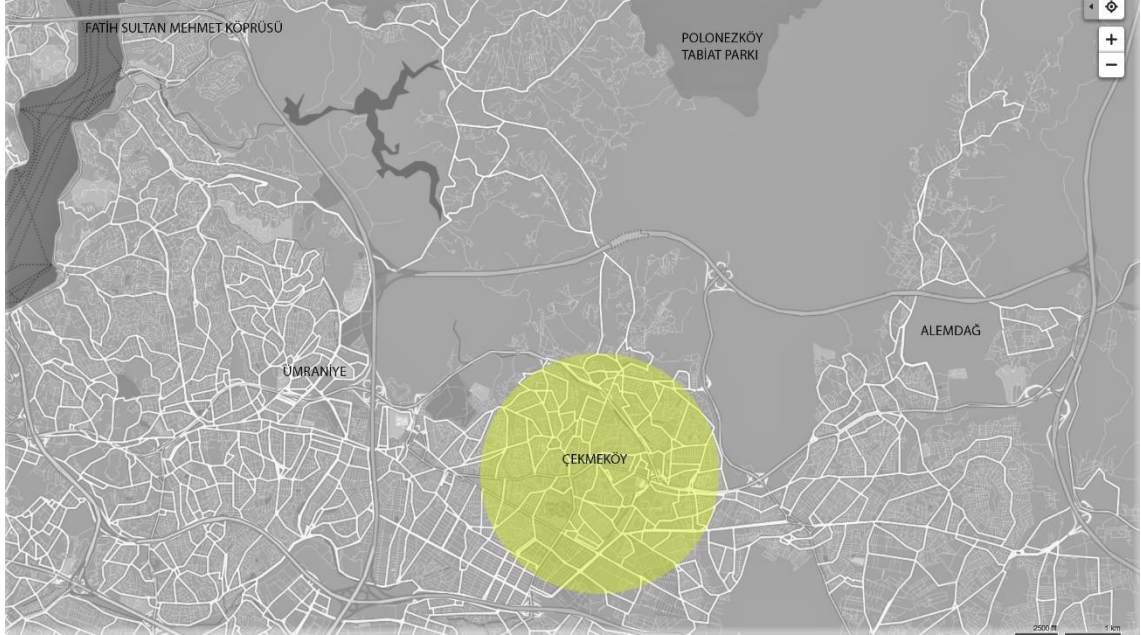 FATİH SULTAN MEHMET KÖPRÜSÜ
POLONEZKÖY
TABİAT PARKI
+
−
ALEMDAĞ
ÜMRANİYE
ÇEKMEKÖY
2500 ft
1 km